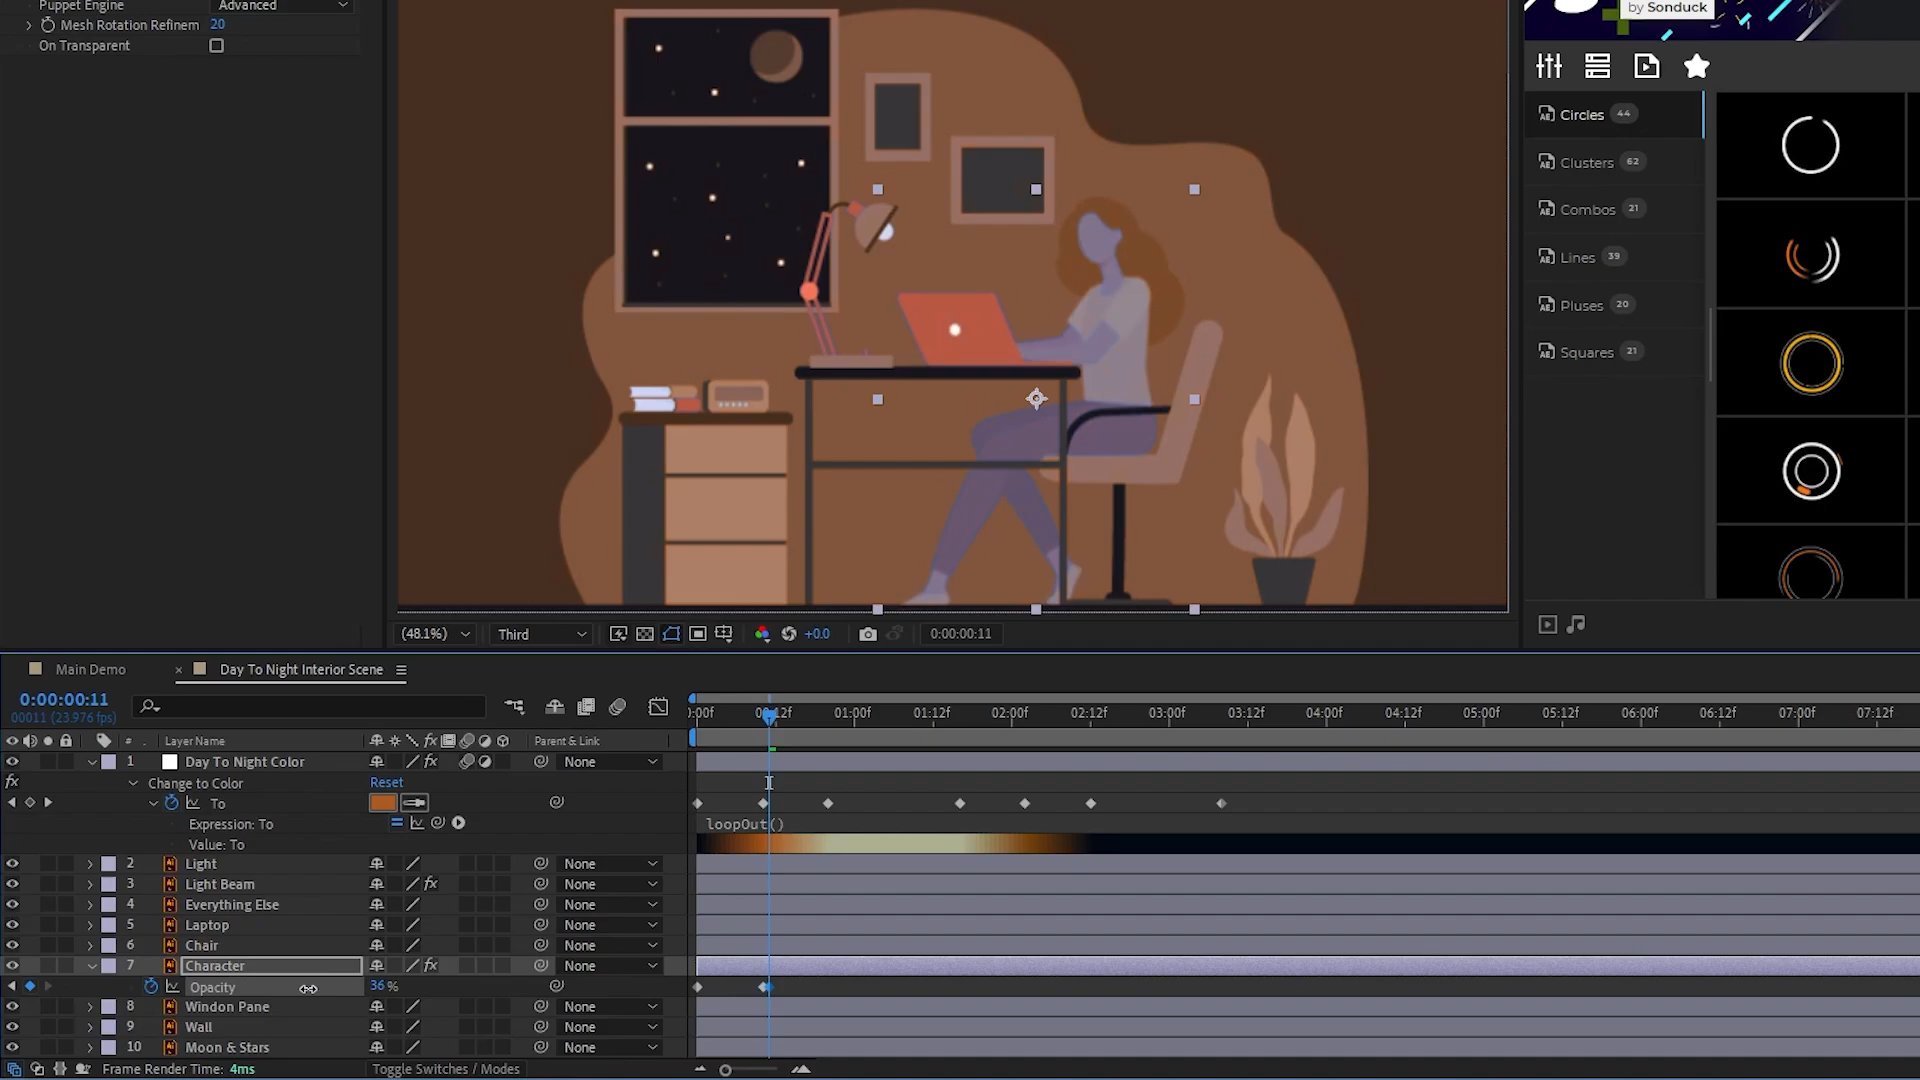 Puppet Engine Advanced
Mesh Rotation Refinem 20
On Transparent
by Sonduck
Circles 44
Clusters 62
Combos 21
Lines 39
Pluses 20
Squares 21
(48.1%) Third +0.0 0:00:00:11
Main Demo × Day To Night Interior Scene
0:00:00:11
00011 (23.976 fps)
):00f 00:12f 01:00f 01:12f 02:00f 02:12f 03:00f 03:12f 04:00f 04:12f 05:00f 05:12f 06:00f 06:12f 07:00f 07:12f
# . Layer Name Parent & Link
1 Day To Night Color None
fx Change to Color Reset
To
Expression: To loopOut()
Value: To
2 Light None
3 Light Beam None
4 Everything Else None
5 Laptop None
6 Chair None
7 Character None
Opacity 36 %
8 Windon Pane None
9 Wall None
10 Moon & Stars None
Frame Render Time: 4ms Toggle Switches / Modes